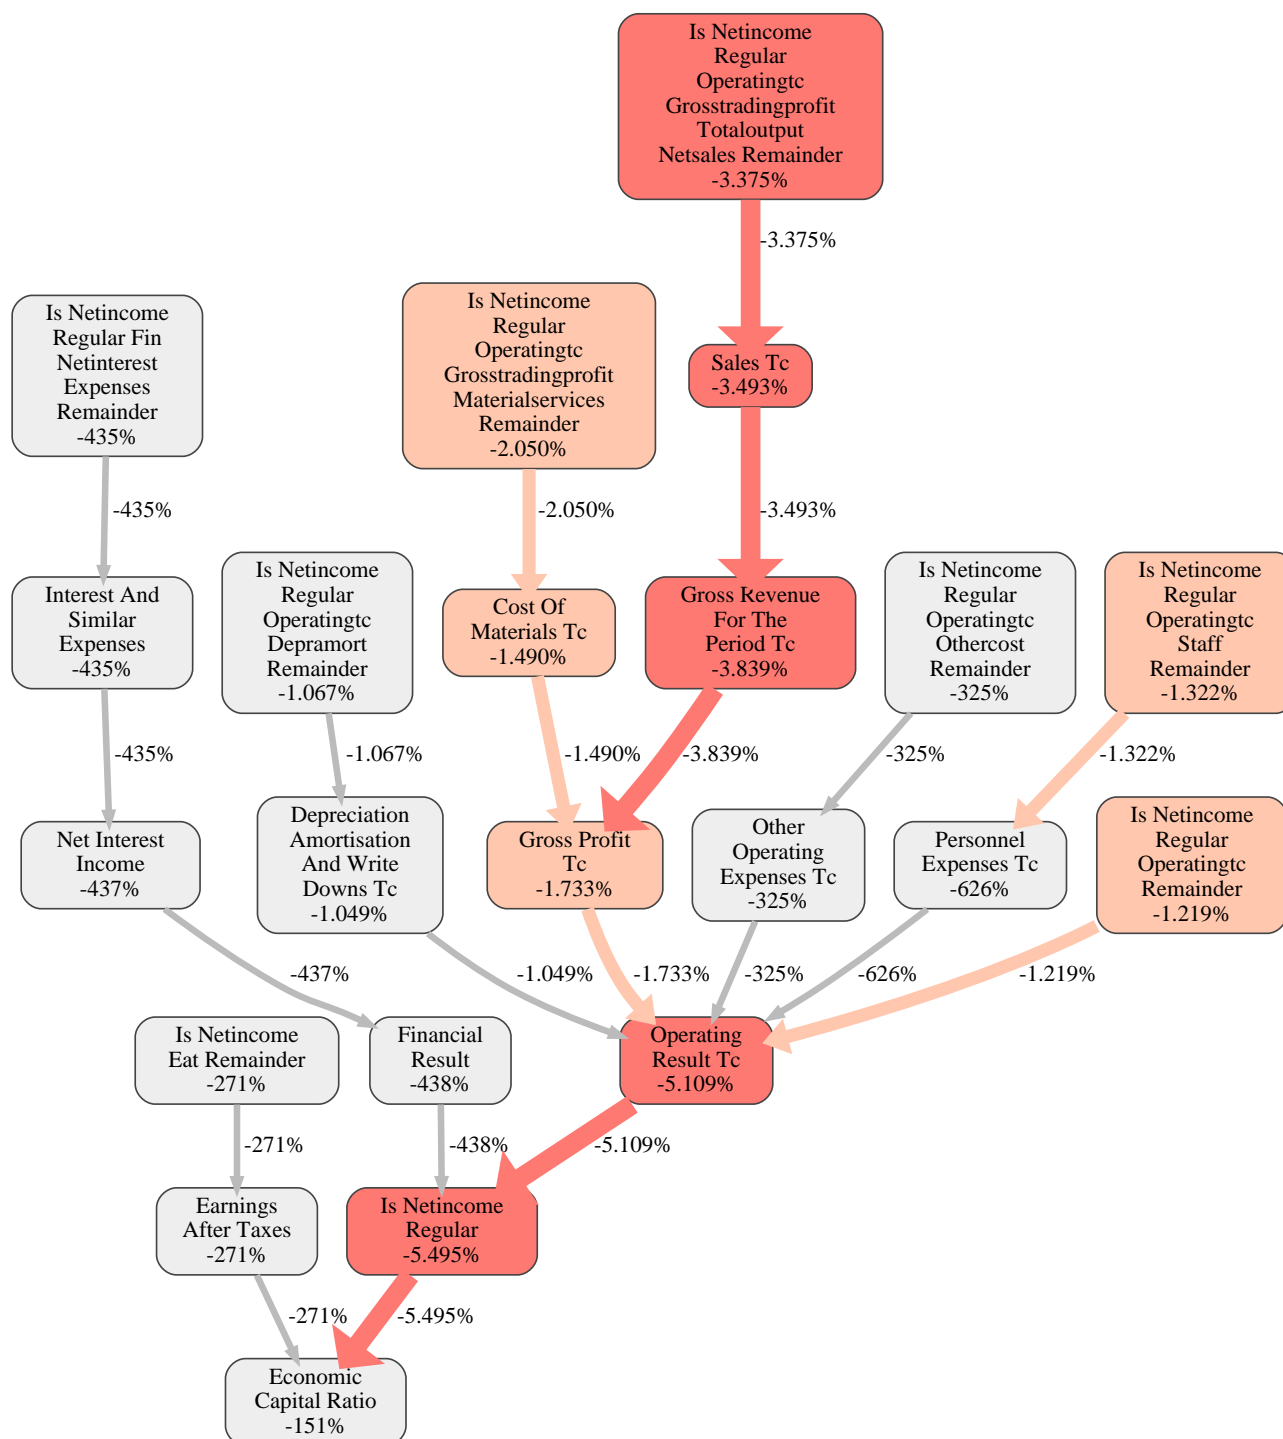 Is Netincome
Regular
Operatingtc
Grosstradingprofit
Totaloutput
Netsales Remainder
-3.375%
-3.375%
Is Netincome
Regular Fin
Netinterest
Expenses
Remainder
-435%
Is Netincome
Regular
Operatingtc
Grosstradingprofit
Materialservices
Remainder
-2.050%
Sales Tc
-3.493%
-435%
-2.050%
-3.493%
Interest And
Similar
Expenses
-435%
Is Netincome
Regular
Operatingtc
Depramort
Remainder
-1.067%
Cost Of
Materials Tc
-1.490%
Gross Revenue
For The
Period Tc
-3.839%
Is Netincome
Regular
Operatingtc
Othercost
Remainder
-325%
Is Netincome
Regular
Operatingtc
Staff
Remainder
-1.322%
-435%
-1.067%
-1.490%
-3.839%
-325%
-1.322%
Net Interest
Income
-437%
Depreciation
Amortisation
And Write
Downs Tc
-1.049%
Gross Profit
Tc
-1.733%
Other
Operating
Expenses Tc
-325%
Personnel
Expenses Tc
-626%
Is Netincome
Regular
Operatingtc
Remainder
-1.219%
-437%
-1.049%
-1.733%
-325%
-626%
-1.219%
Is Netincome
Eat Remainder
-271%
Financial
Result
-438%
Operating
Result Tc
-5.109%
-271%
-438%
-5.109%
Earnings
After Taxes
-271%
Is Netincome
Regular
-5.495%
-271%
-5.495%
Economic
Capital Ratio
-151%